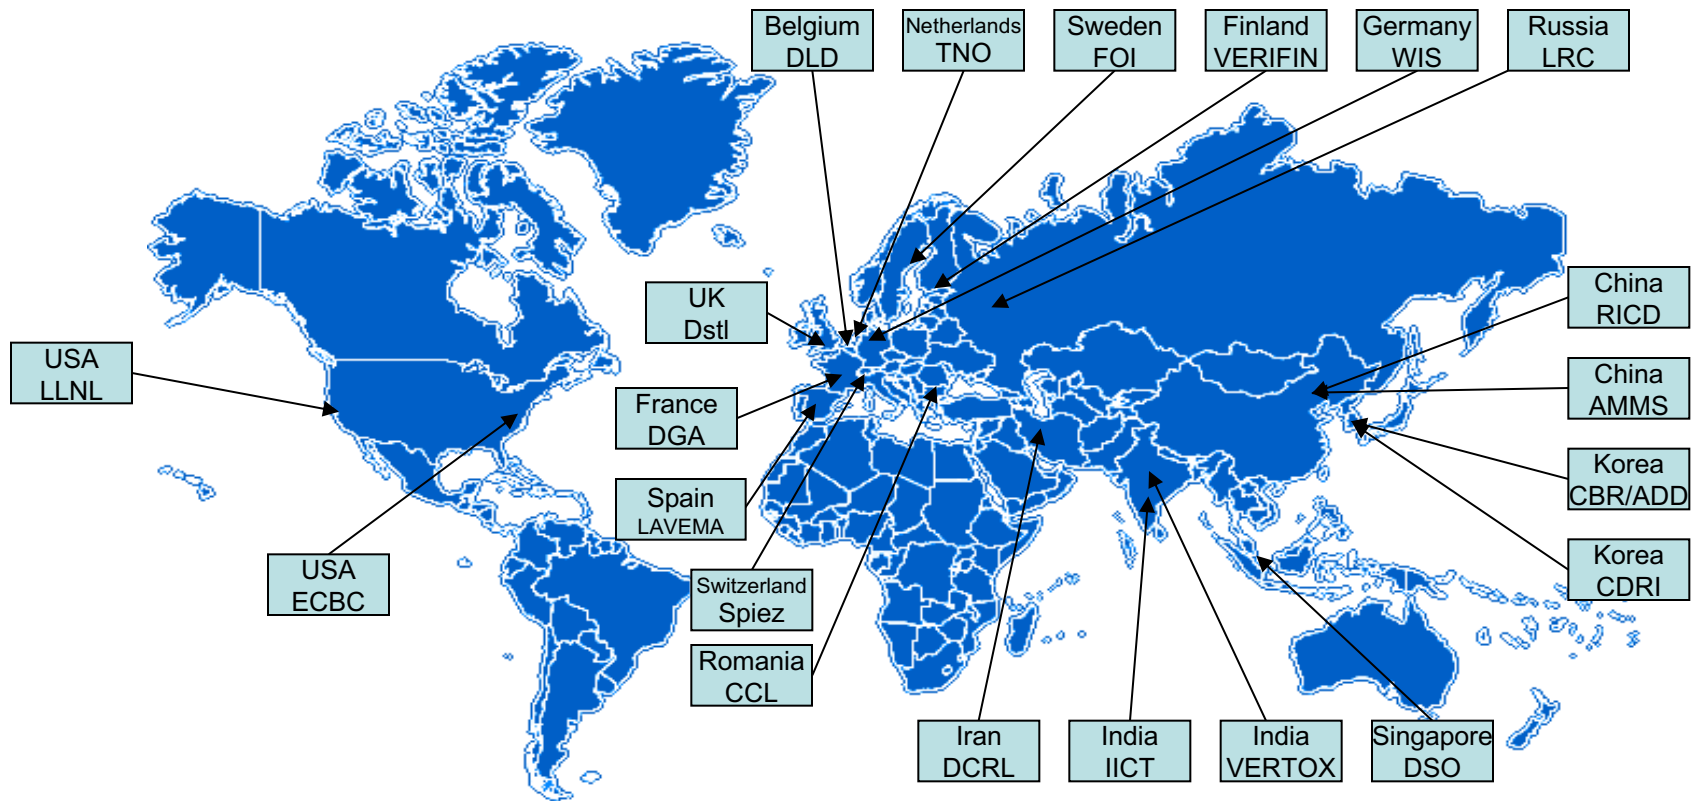 Belgium
DLD
Netherlands
TNO
Sweden
FOI
Finland
VERIFIN
Germany
WIS
Russia
LRC
UK
Dstl
China
RICD
USA
LLNL
France
DGA
China
AMMS
Korea
CBR/ADD
Spain
LAVEMA
USA
ECBC
Korea
CDRI
Switzerland
Spiez
Romania
CCL
Iran
DCRL
India
IICT
India
VERTOX
Singapore
DSO